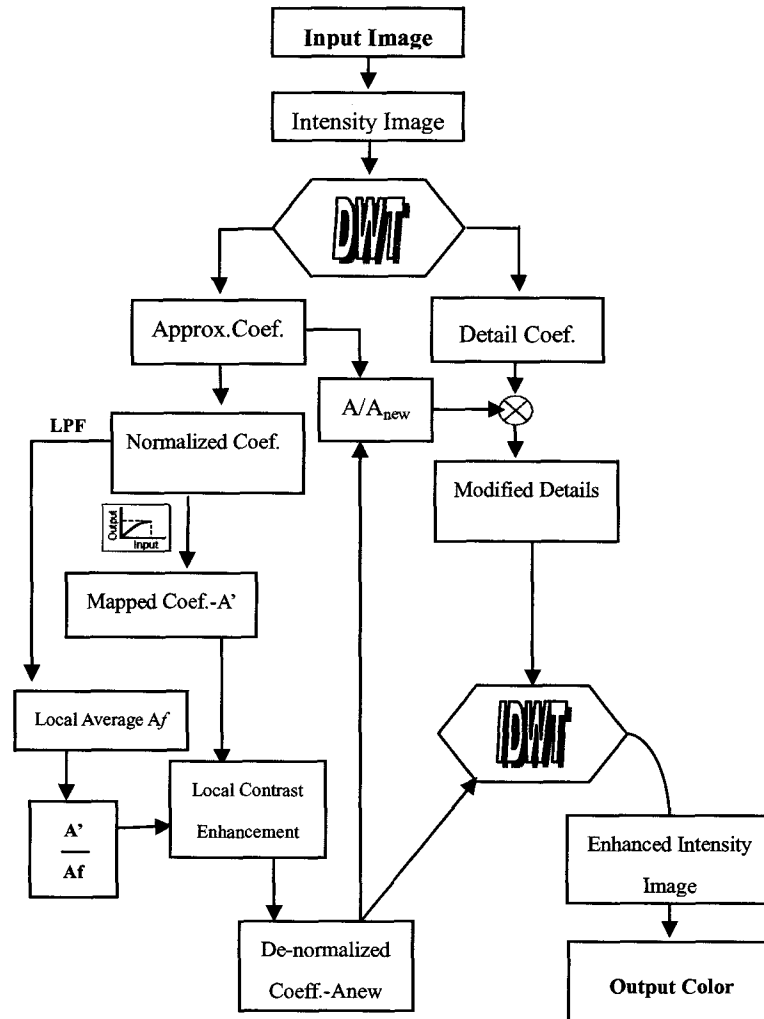 Input Image
Intensity Image
DWT
Approx.Coef.
Detail Coef.
A/Anew
LPF
Normalized Coef.
Modified Details
Output
Input
Mapped Coef.-A’
Local Average Af
IDWT
Local Contrast
Enhancement
A’
Af
Enhanced Intensity
Image
De-normalized
Coeff.-Anew
Output Color